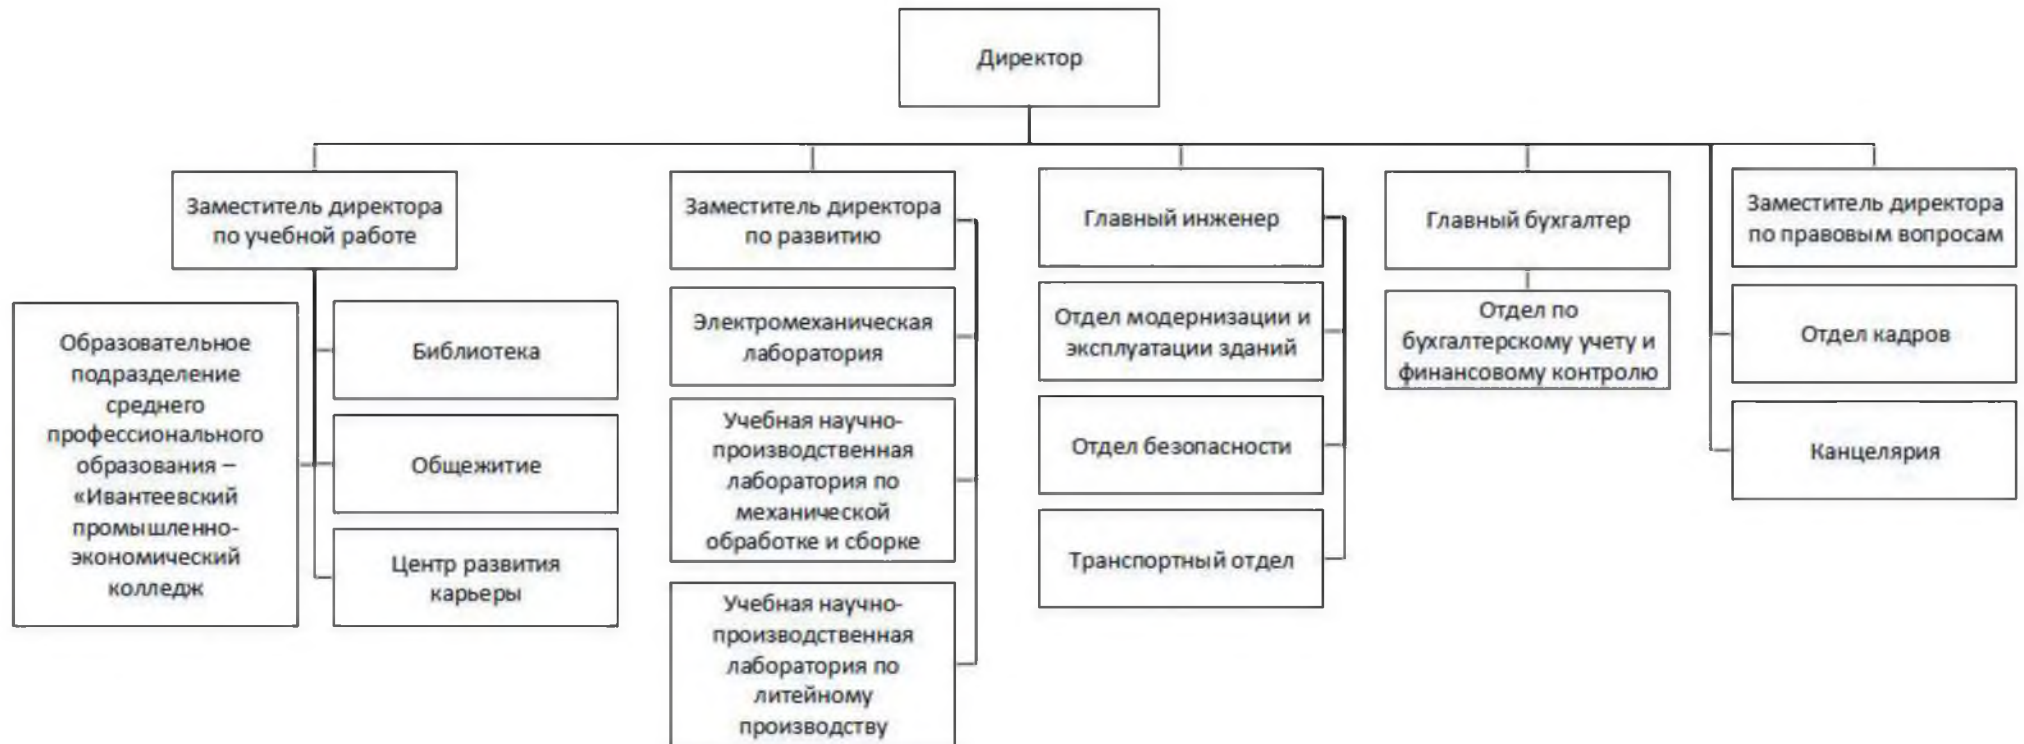 Директор
Заместитель директора
по учебной работе
Образовательное
подразделение
среднего
профессионального
образования –
«Ивантеевский
промышленно-
экономический
колледж
Библиотека
Общежитие
Центр развития
карьеры
Заместитель директора
по развитию
Электромеханическая
лаборатория
Учебная научно-
производственная
лаборатория по
механической
обработке и сборке
Учебная научно-
производственная
лаборатория по
литейному
производству
Главный инженер
Отдел модернизации и
эксплуатации зданий
Отдел безопасности
Транспортный отдел
Главный бухгалтер
Отдел по
бухгалтерскому учету и
финансовому контролю
Заместитель директора
по правовым вопросам
Отдел кадров
Канцелярия